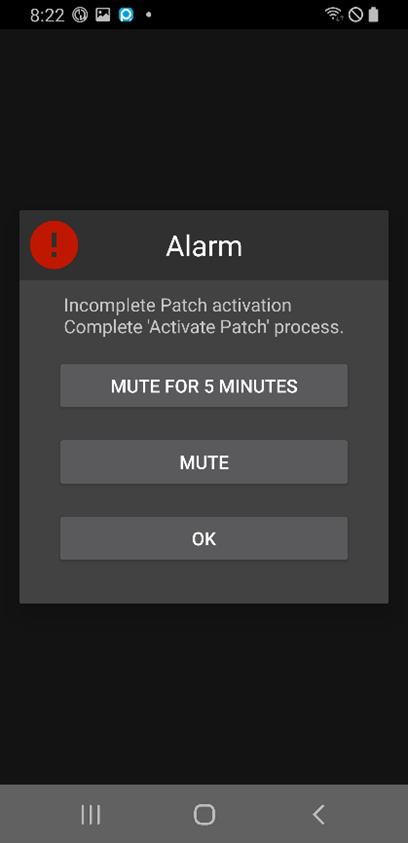 8:22
Alarm
Incomplete Patch activation
Complete 'Activate Patch' process.
MUTE FOR 5 MINUTES
MUTE
OK